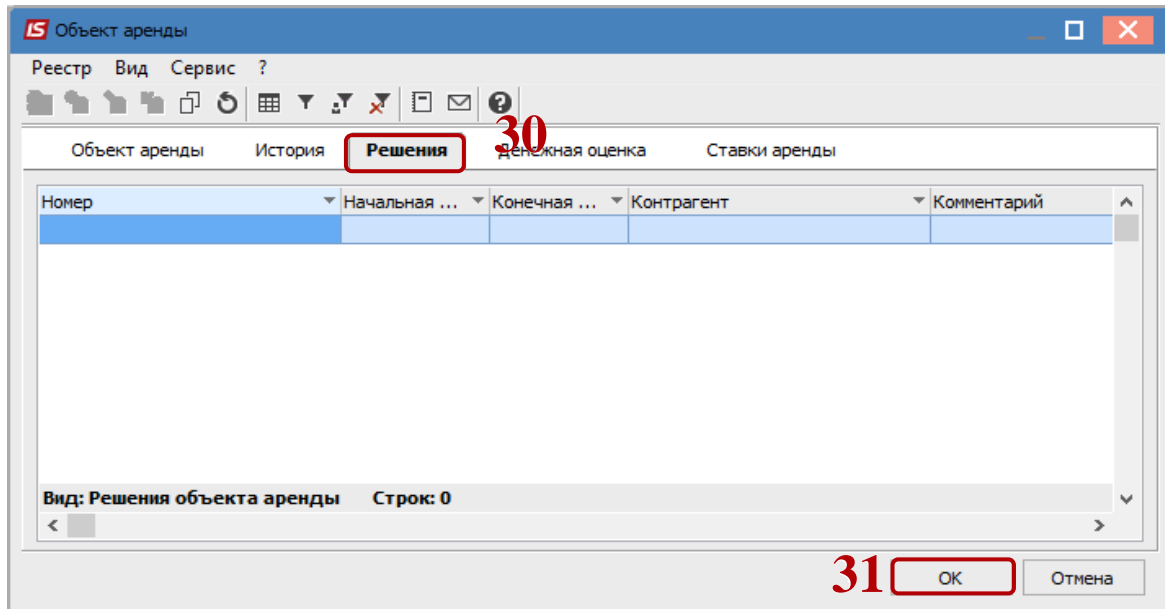 IS Объект аренды
Реестр Вид Сервис ?
30
Объект аренды История Решения Денежная оценка Ставки аренды
Номер Начальная ... Конечная ... Контрагент Комментарий
Вид: Решения объекта аренды Строк: 0
31 OK Отмена